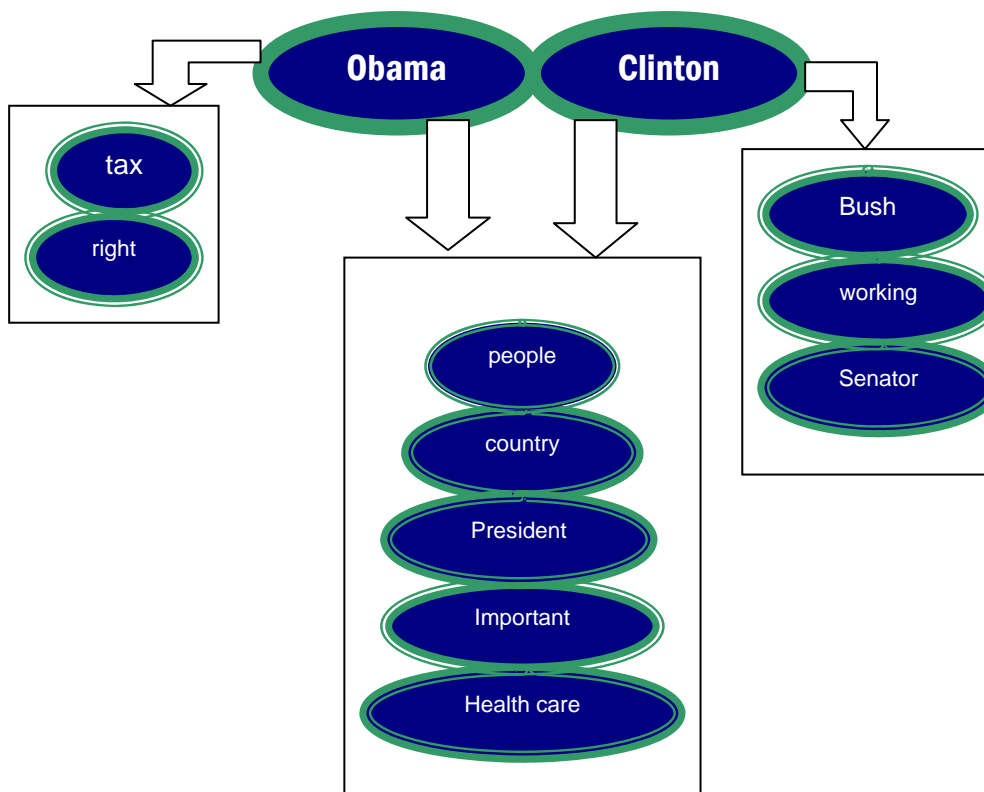 Obama
Clinton
tax
right
people
country
President
Important
Health care
Bush
working
Senator